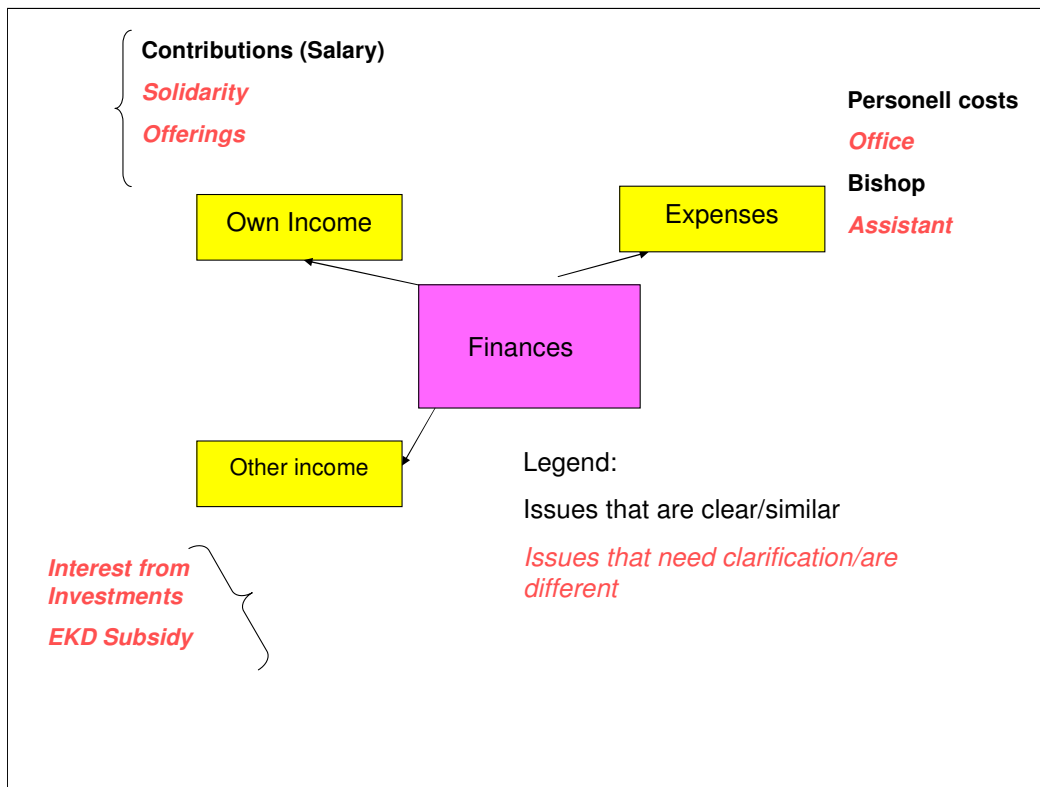 Contributions (Salary)
Solidarity
Offerings
Personell costs
Office
Bishop
Assistant
Own Income
Expenses
Finances
Other income
Legend:
Issues that are clear/similar
Issues that need clarification/are
different
Interest from
Investments
EKD Subsidy